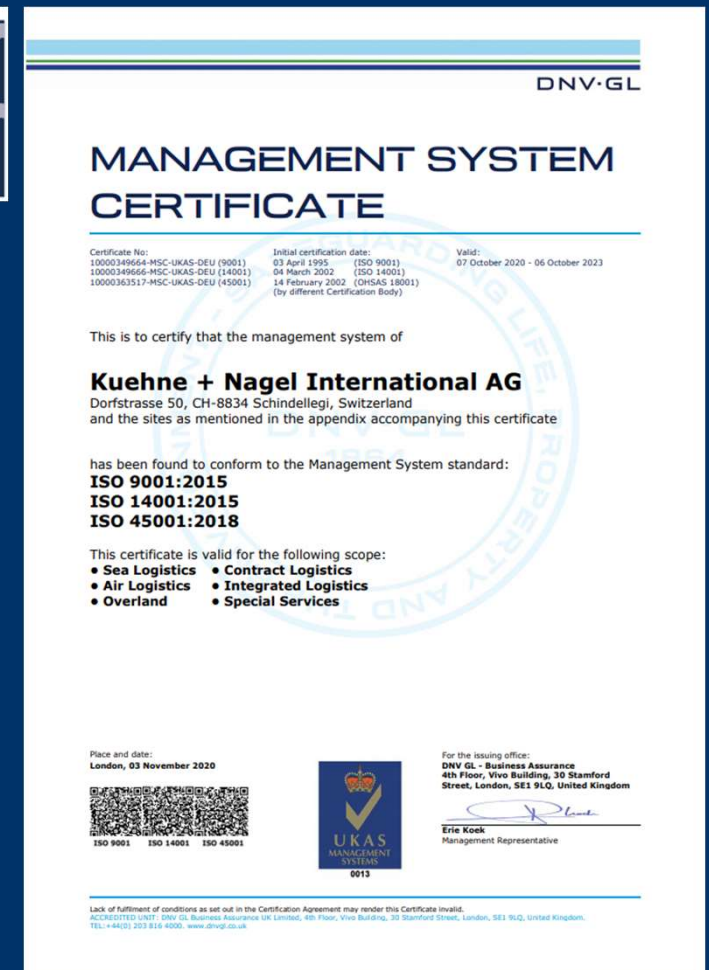 DNV·GL
MANAGEMENT SYSTEM
CERTIFICATE
Certificate No:
10000349664-MSC-UKAS-DEU (9001)
10000349666-MSC-UKAS-DEU (14001)
10000363517-MSC-UKAS-DEU (45001)
Initial certification date:
03 April 1995 (ISO 9001)
04 March 2002 (ISO 14001)
14 February 2002 (OHSAS 18001)
(by different Certification Body)
Valid:
07 October 2020 - 06 October 2023
This is to certify that the management system of
Kuehne + Nagel International AG
Dorfstrasse 50, CH-8834 Schindellegi, Switzerland
and the sites as mentioned in the appendix accompanying this certificate
has been found to conform to the Management System standard:
ISO 9001:2015
ISO 14001:2015
ISO 45001:2018
This certificate is valid for the following scope:
• Sea Logistics • Contract Logistics
• Air Logistics • Integrated Logistics
• Overland • Special Services
Place and date:
London, 03 November 2020
ISO 9001 ISO 14001 ISO 45001
UKAS
MANAGEMENT
SYSTEMS
0013
For the issuing office:
DNV GL - Business Assurance
4th Floor, Vivo Building, 30 Stamford
Street, London, SE1 9LQ, United Kingdom
Erie Koek
Management Representative
Lack of fulfilment of conditions as set out in the Certification Agreement may render this Certificate invalid.
ACCREDITED UNIT: DNV GL Business Assurance UK Limited, 4th Floor, Vivo Building, 30 Stamford Street, London, SE1 9LQ, United Kingdom.
TEL:+44(0) 203 816 4000. www.dnvgl.co.uk